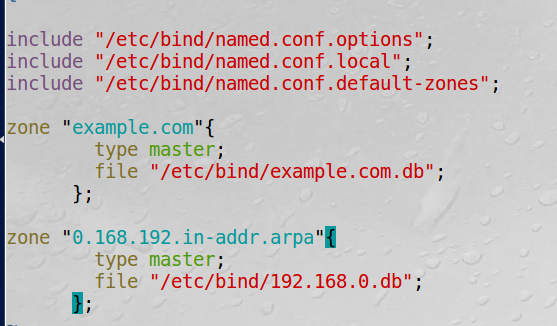 include "/etc/bind/named.conf.options";
include "/etc/bind/named.conf.local";
include "/etc/bind/named.conf.default-zones";
zone "example.com"{
type master;
file "/etc/bind/example.com.db";
};
zone "0.168.192.in-addr.arpa"{
type master;
file "/etc/bind/192.168.0.db";
};